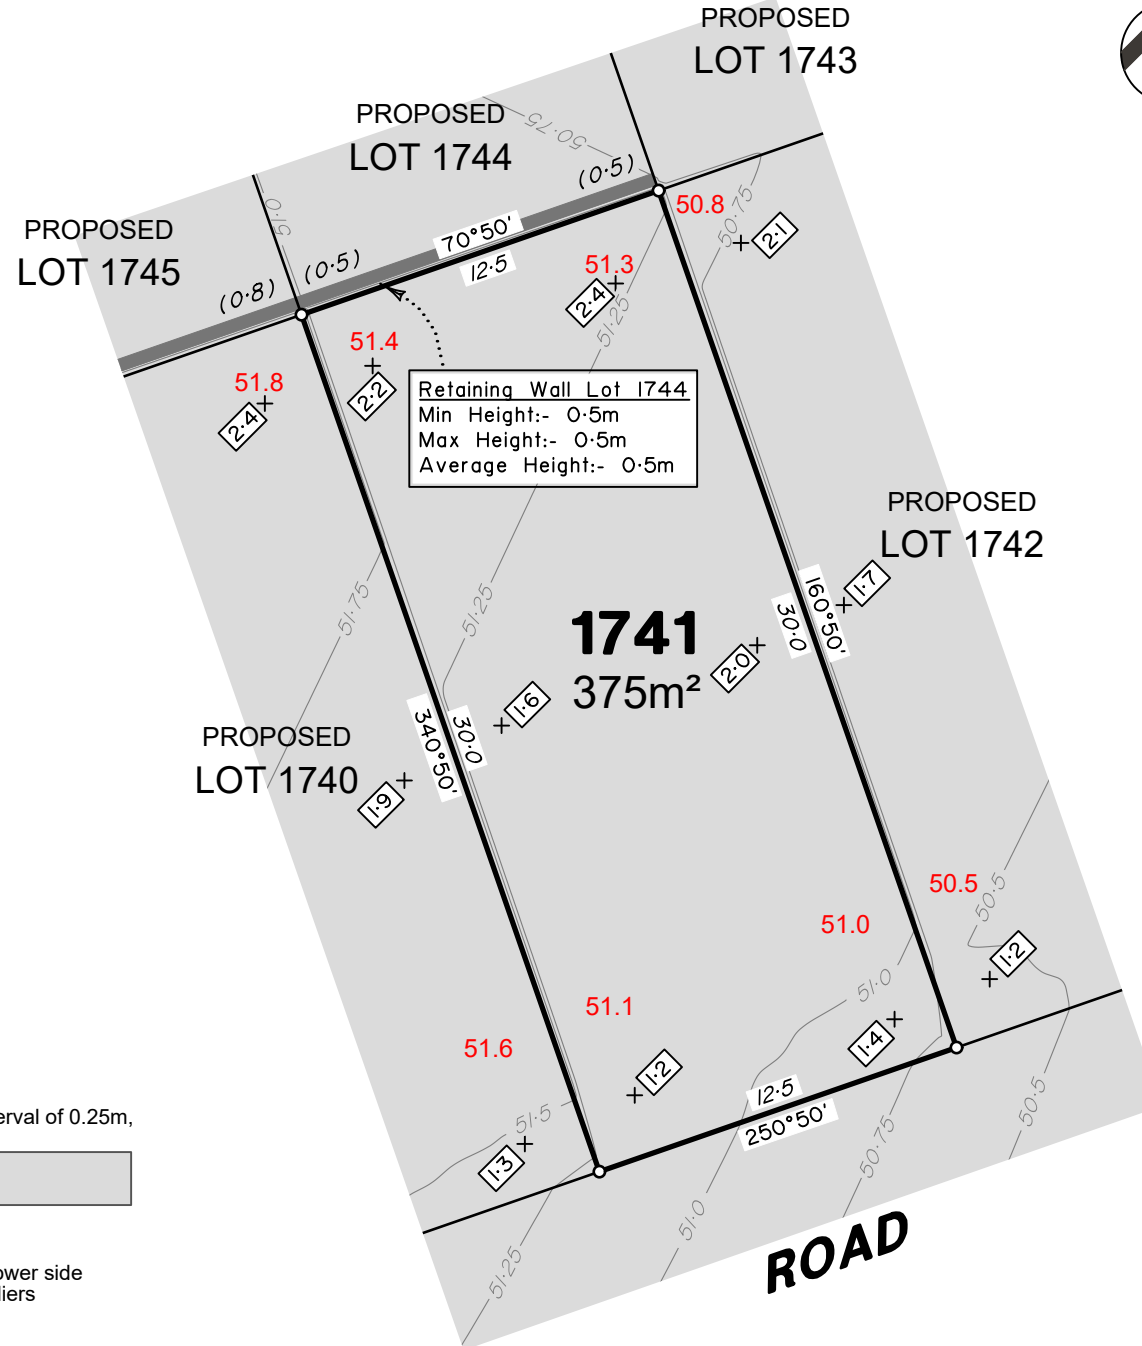 PROPOSED
LOT 1743
PROPOSED
LOT 1744
50·75
(0·5)
51·0
PROPOSED
LOT 1745
(0·8)
(0·5)
70°50'
12·5
50.8
50·75
2·1
51.3
2·4
51·25
51.4
2·2
51.8
2·4
Retaining Wall Lot 1744
Min Height:- 0·5m
Max Height:- 0·5m
Average Height:- 0·5m
PROPOSED
LOT 1742
51·75
51·25
1741
375m²
2·0
30·0
160°50'
1·7
1·6
30·0
340°50'
PROPOSED
LOT 1740
1·9
50.5
50·5
51.0
51·0
1·2
51.1
51.6
1·4
1·2
12·5
250°50'
51·5
1·3
50·75
50·5
51·0
51·25
ROAD
erval of 0.25m,
ower side
liers